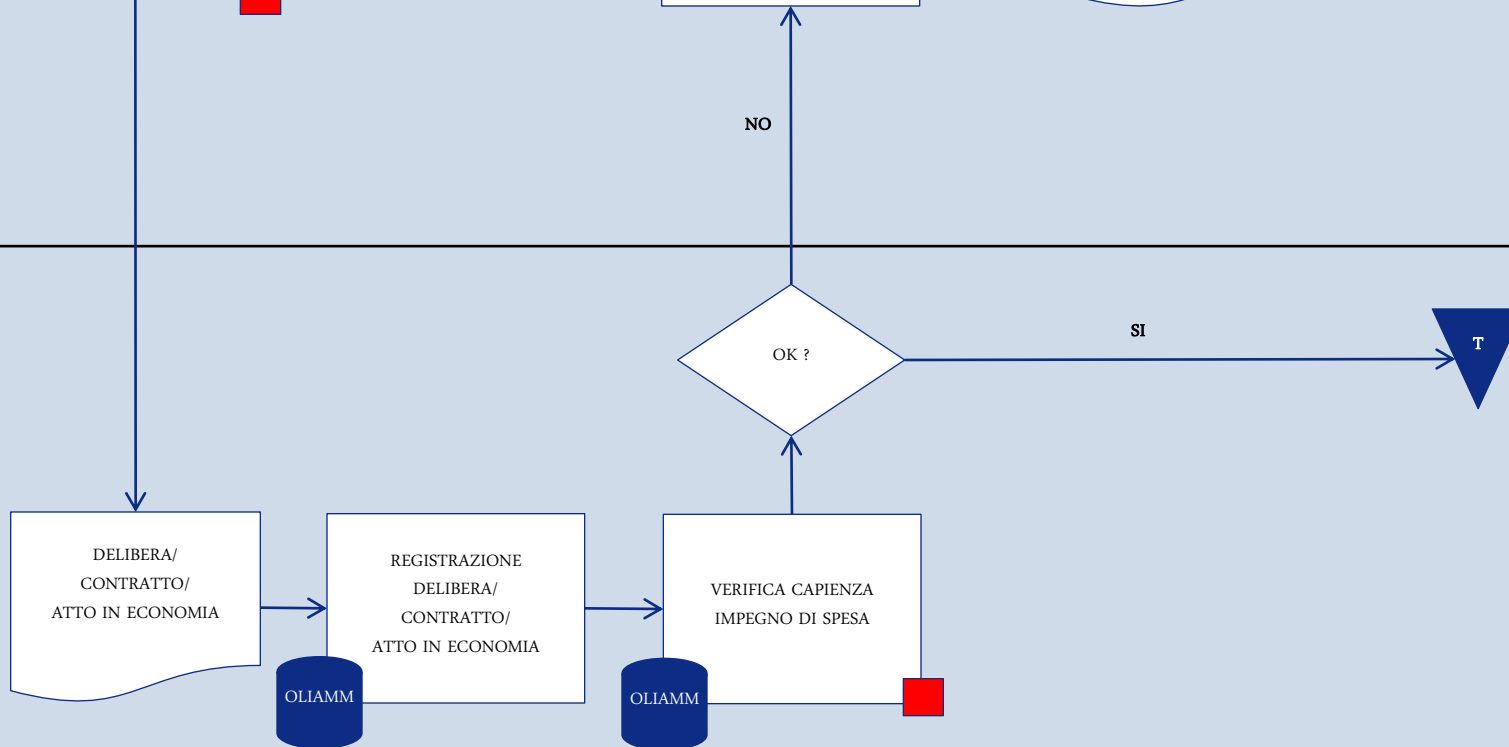 NO
OK ?
SI
T
DELIBERA/
CONTRATTO/
ATTO IN ECONOMIA
REGISTRAZIONE
DELIBERA/
CONTRATTO/
ATTO IN ECONOMIA
OLIAMM
VERIFICA CAPIENZA
IMPEGNO DI SPESA
OLIAMM